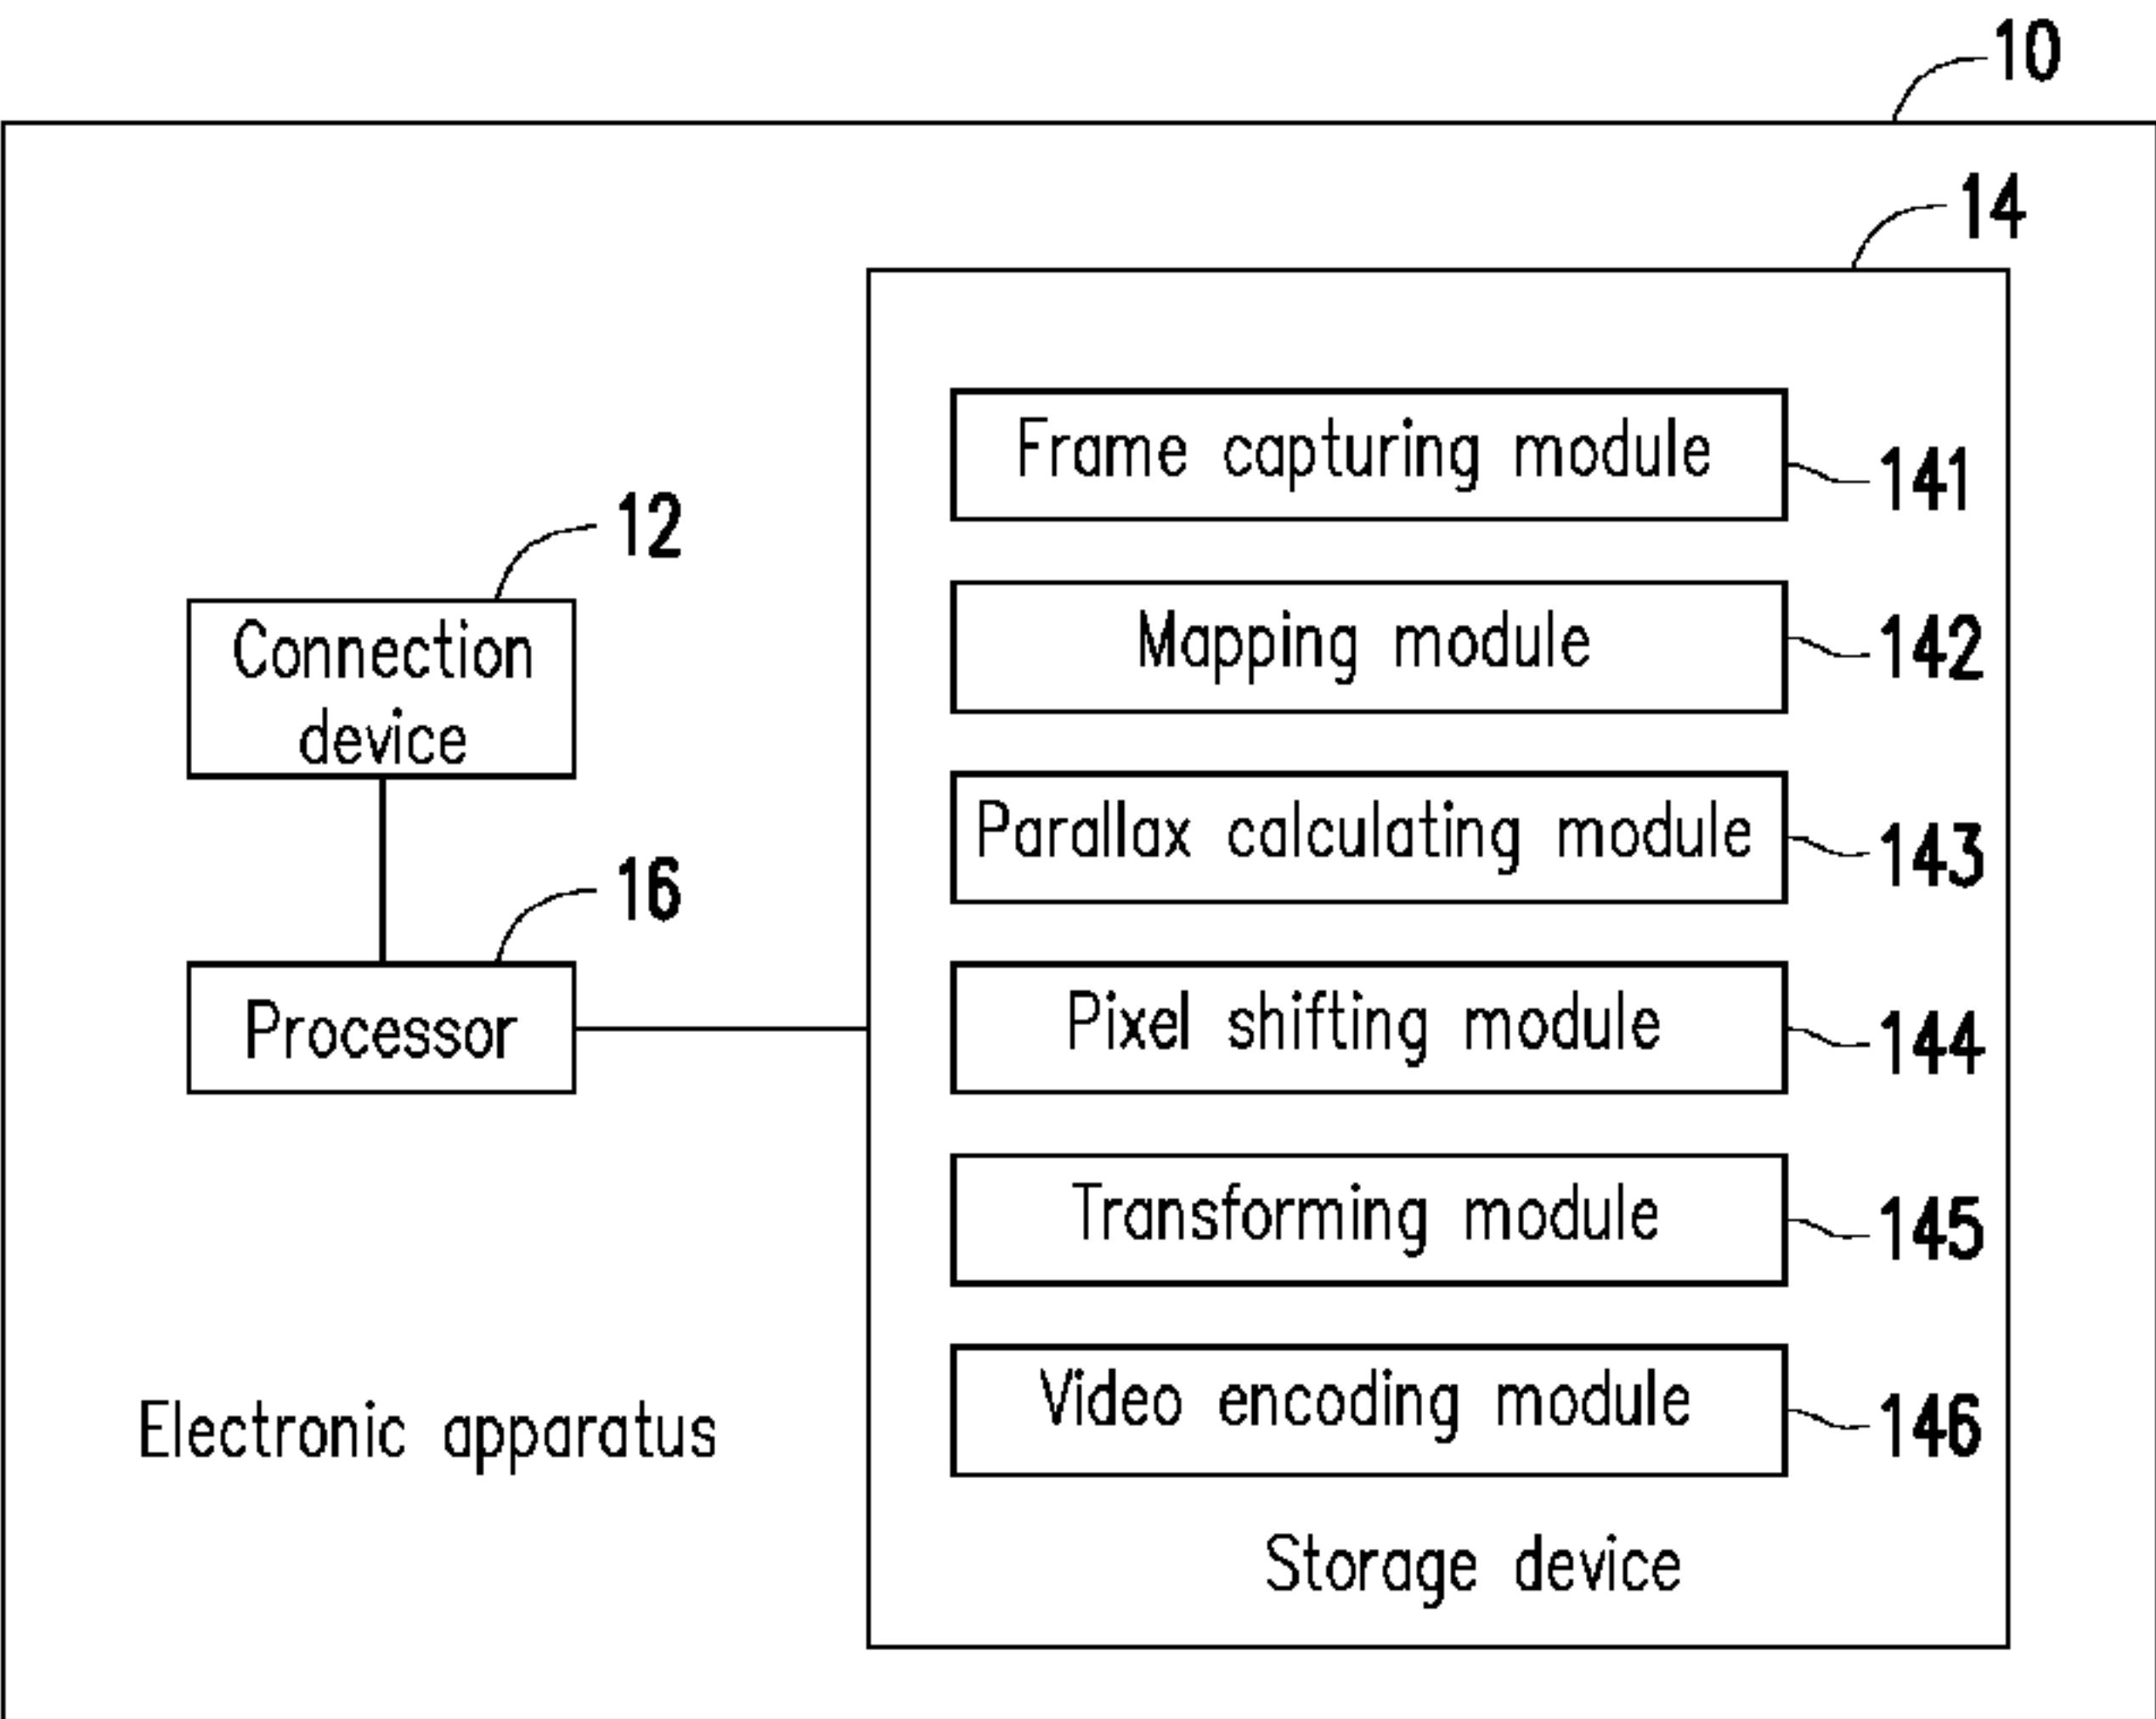 10
14
Frame capturing module
141
12
Connection
device
Mapping module
142
Parallax calculating module
143
16
Processor
Pixel shifting module
144
Transforming module
145
Video encoding module
146
Electronic apparatus
Storage device